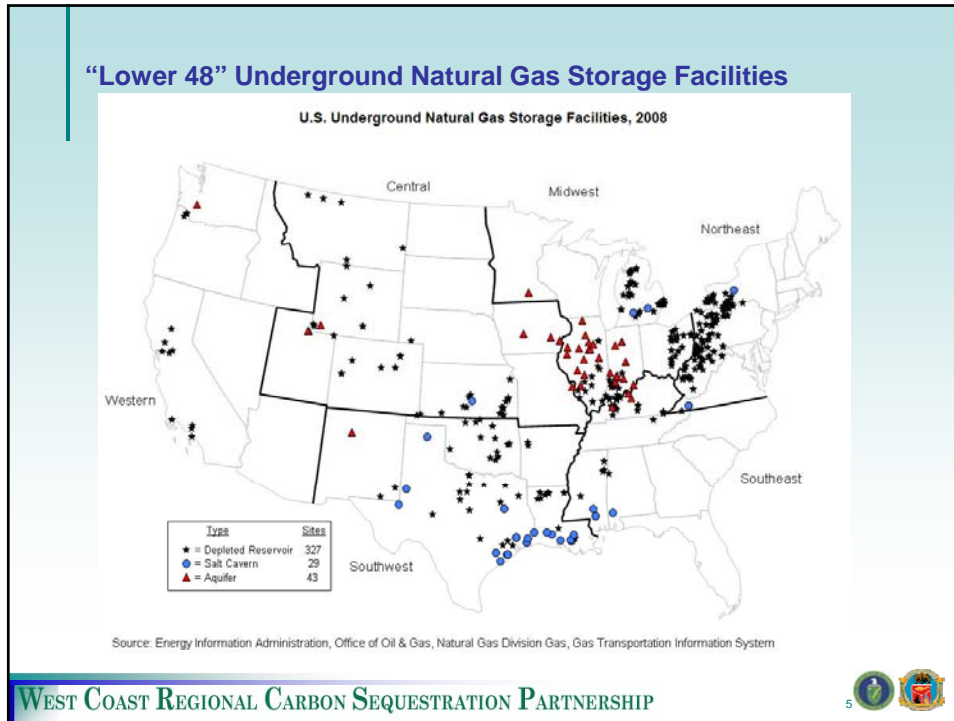 “Lower 48” Underground Natural Gas Storage Facilities
U.S. Underground Natural Gas Storage Facilities, 2008
Central
Midwest
Northeast
Western
Southeast
Southwest
Type Sites
★ = Depleted Reservoir 327
● = Salt Cavern 29
▲ = Aquifer 43
Source: Energy Information Administration, Office of Oil & Gas, Natural Gas Division Gas, Gas Transportation Information System
WEST COAST REGIONAL CARBON SEQUESTRATION PARTNERSHIP
5